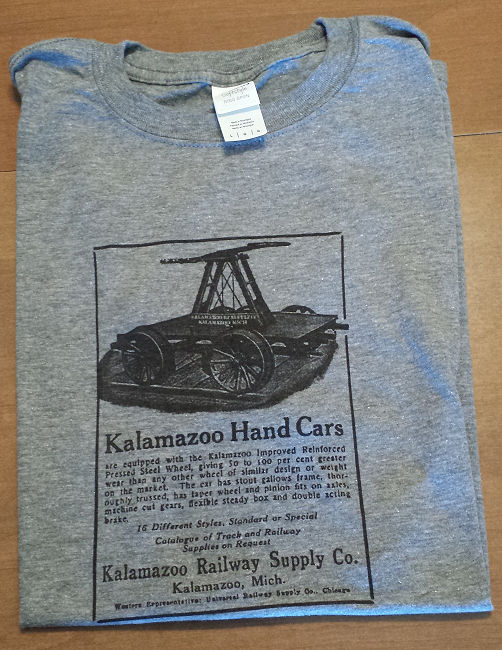 KALAMAZOO RY SUPPLY CO
KALAMAZOO MICH
Kalamazoo Hand Cars
are equipped with the Kalamazoo Improved Reinforced
Pressed Steel Wheel, giving 50 to 100 per cent greater
wear than any other wheel of similar design or weight
on the market. The car has stout gallows frame, thor-
oughly trussed, has taper wheel and pinion fits on axles,
machine cut gears, flexible steady box and double acting
brake.
16 Different Styles, Standard or Special
Catalogue of Track and Railway
Supplies on Request
Kalamazoo Railway Supply Co.
Kalamazoo, Mich.
Western Representative: Universal Railway Supply Co., Chicago